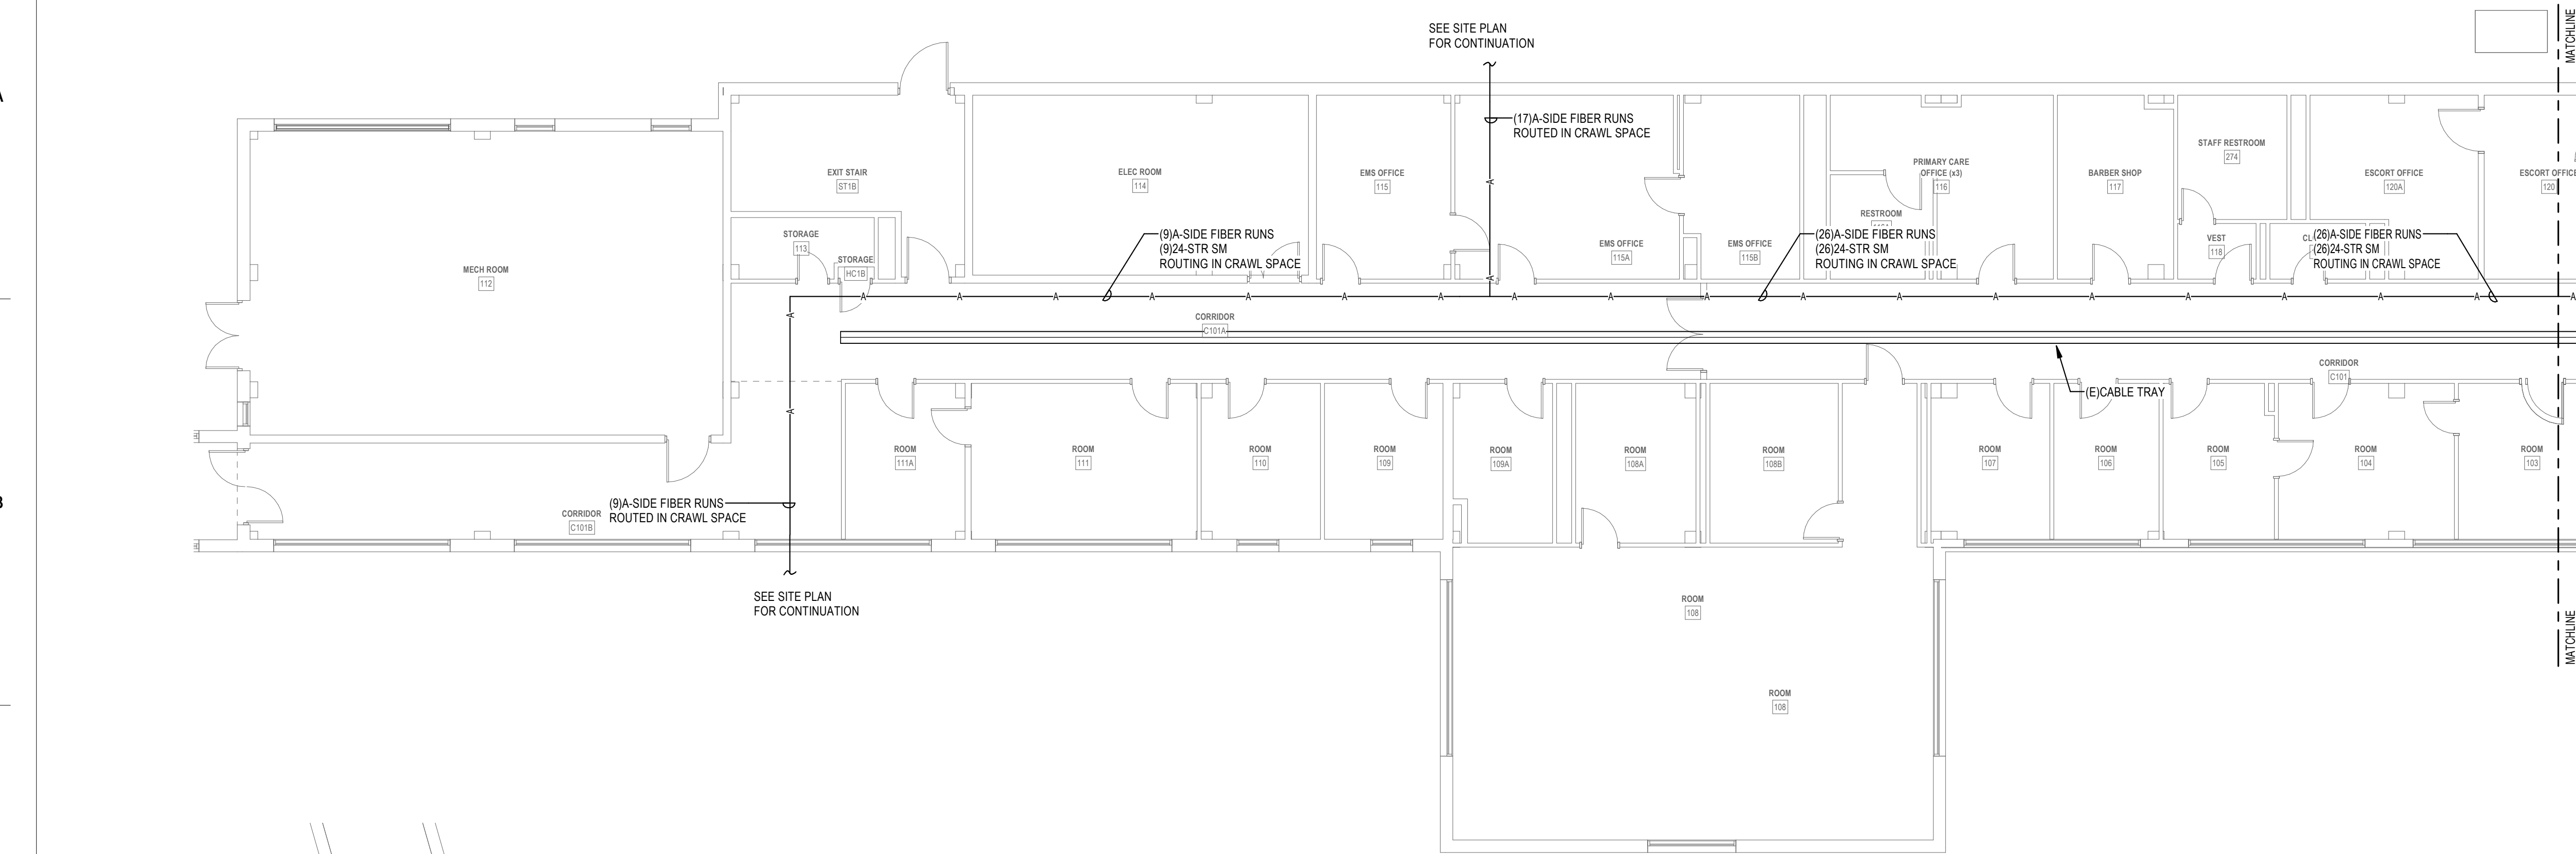 MATCHLINE
SEE SITE PLAN
FOR CONTINUATION
(17)A-SIDE FIBER RUNS
ROUTED IN CRAWL SPACE
A
EXIT STAIR
ST1B
ELEC ROOM
114
EMS OFFICE
115
PRIMARY CARE
OFFICE (x3)
116
BARBER SHOP
117
STAFF RESTROOM
274
ESCORT OFFICE
120A
ESCORT OFFICE
120
A
RESTROOM
STORAGE
113
STORAGE
HC1B
(9)A-SIDE FIBER RUNS
(9)24-STR SM
ROUTING IN CRAWL SPACE
EMS OFFICE
115A
EMS OFFICE
115B
(26)A-SIDE FIBER RUNS
(26)24-STR SM
ROUTING IN CRAWL SPACE
VEST
118
(26)A-SIDE FIBER RUNS
(26)24-STR SM
ROUTING IN CRAWL SPACE
MECH ROOM
112
A
A A A A A A A A A A A A A A A A A A A
A
CORRIDOR
C101A
CORRIDOR
C101
(E)CABLE TRAY
A
ROOM
111A
ROOM
111
ROOM
110
ROOM
109
ROOM
109A
ROOM
108A
ROOM
108B
ROOM
107
ROOM
106
ROOM
105
ROOM
104
ROOM
103
B
CORRIDOR
C101B
(9)A-SIDE FIBER RUNS
ROUTED IN CRAWL SPACE
SEE SITE PLAN
FOR CONTINUATION
ROOM
108
MATCHLINE
ROOM
108